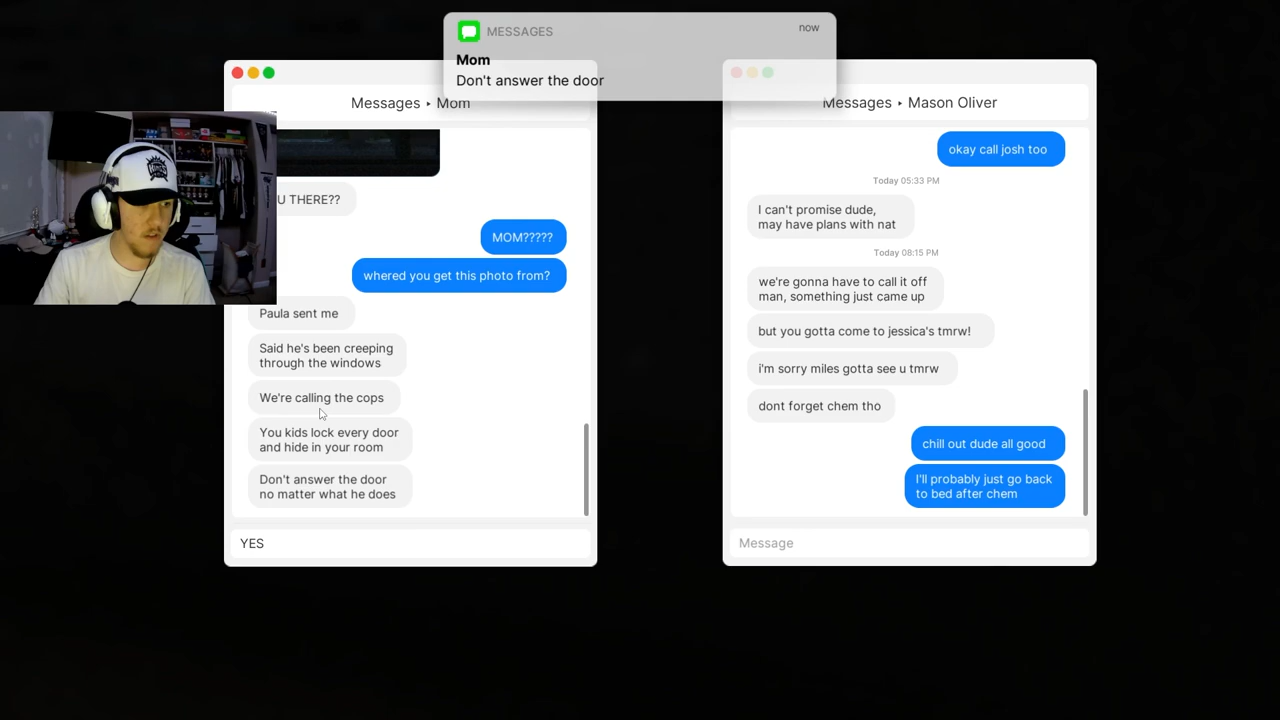 MESSAGES
now
Mom
Don't answer the door
Messages ‣ Mom
U THERE??
MOM?????
whered you get this photo from?
Paula sent me
Said he's been creeping
through the windows
We're calling the cops
You kids lock every door
and hide in your room
Don't answer the door
no matter what he does
YES
Messages ‣ Mason Oliver
okay call josh too
Today 05:33 PM
I can't promise dude,
may have plans with nat
Today 08:15 PM
we're gonna have to call it off
man, something just came up
but you gotta come to jessica's tmrw!
i'm sorry miles gotta see u tmrw
dont forget chem tho
chill out dude all good
I'll probably just go back
to bed after chem
Message